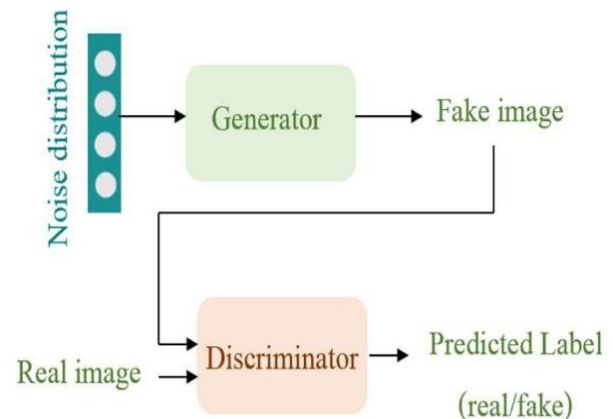 Noise distribution
Generator
Fake image
Real image
Discriminator
Predicted Label
(real/fake)